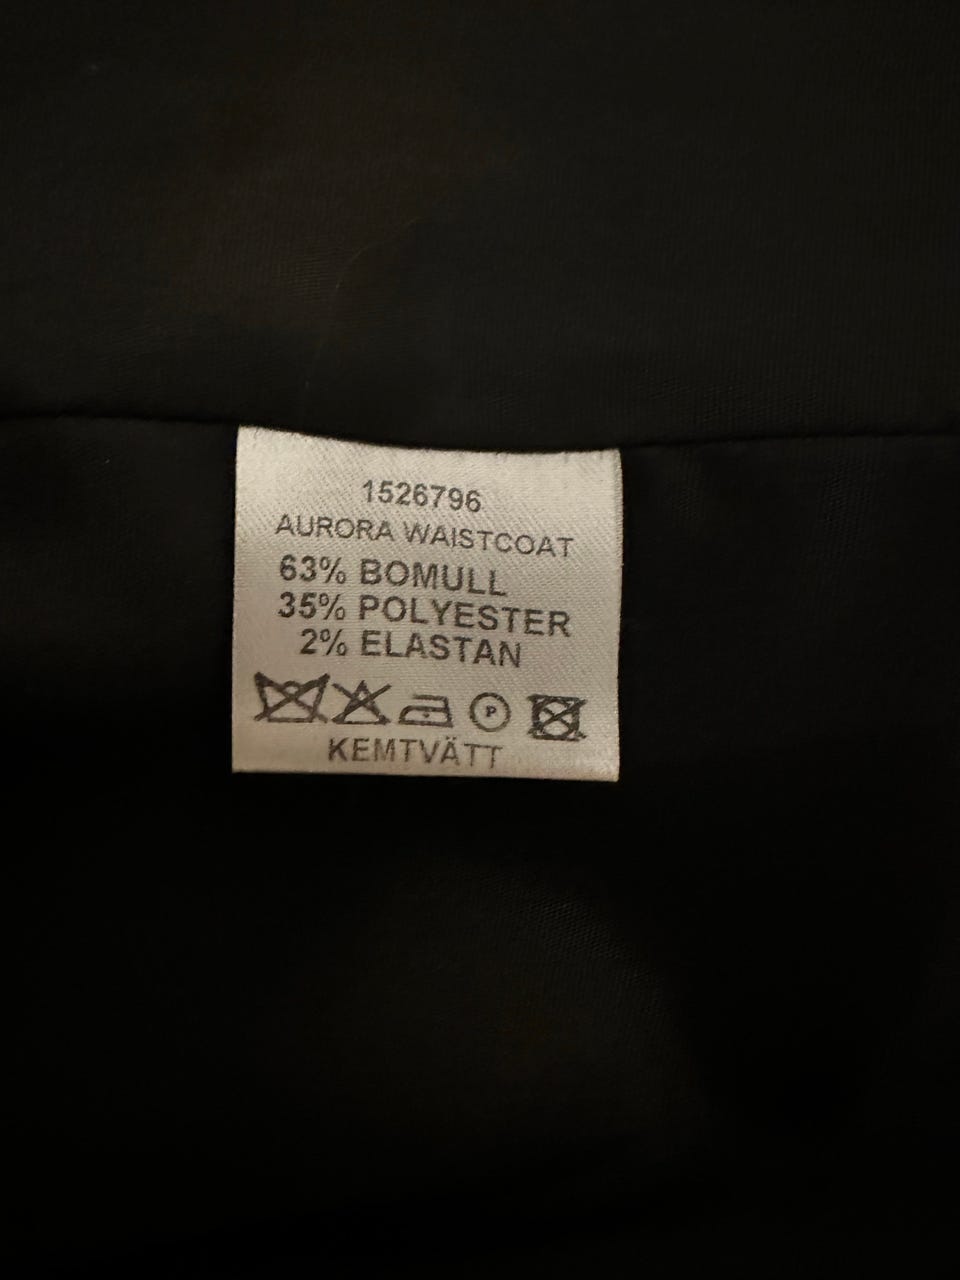 1526796
AURORA WAISTCOAT
63% BOMULL
35% POLYESTER
2% ELASTAN
P
KEMTVÄTT